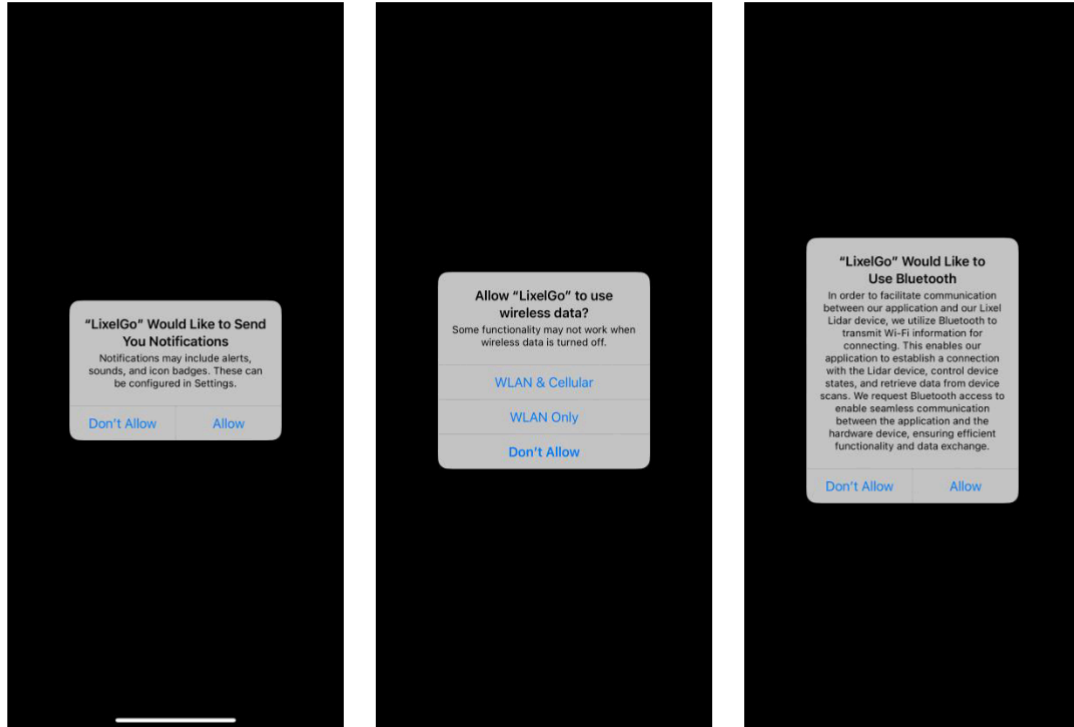 “LixelGo” Would Like to Send
You Notifications
Notifications may include alerts,
sounds, and icon badges. These can
be configured in Settings.
Don't Allow
Allow
Allow “LixelGo” to use
wireless data?
Some functionality may not work when
wireless data is turned off.
WLAN & Cellular
WLAN Only
Don't Allow
“LixelGo” Would Like to
Use Bluetooth
In order to facilitate communication
between our application and our Lixel
Lidar device, we utilize Bluetooth to
transmit Wi-Fi information for
connecting. This enables our
application to establish a connection
with the Lidar device, control device
states, and retrieve data from device
scans. We request Bluetooth access to
enable seamless communication
between the application and the
hardware device, ensuring efficient
functionality and data exchange.
Don't Allow
Allow